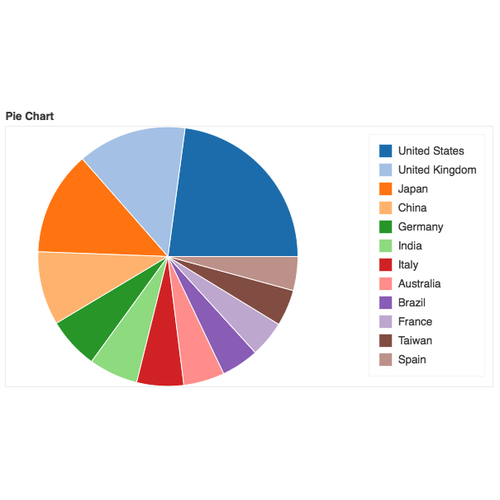 Pie Chart
United States
United Kingdom
Japan
China
Germany
India
Italy
Australia
Brazil
France
Taiwan
Spain